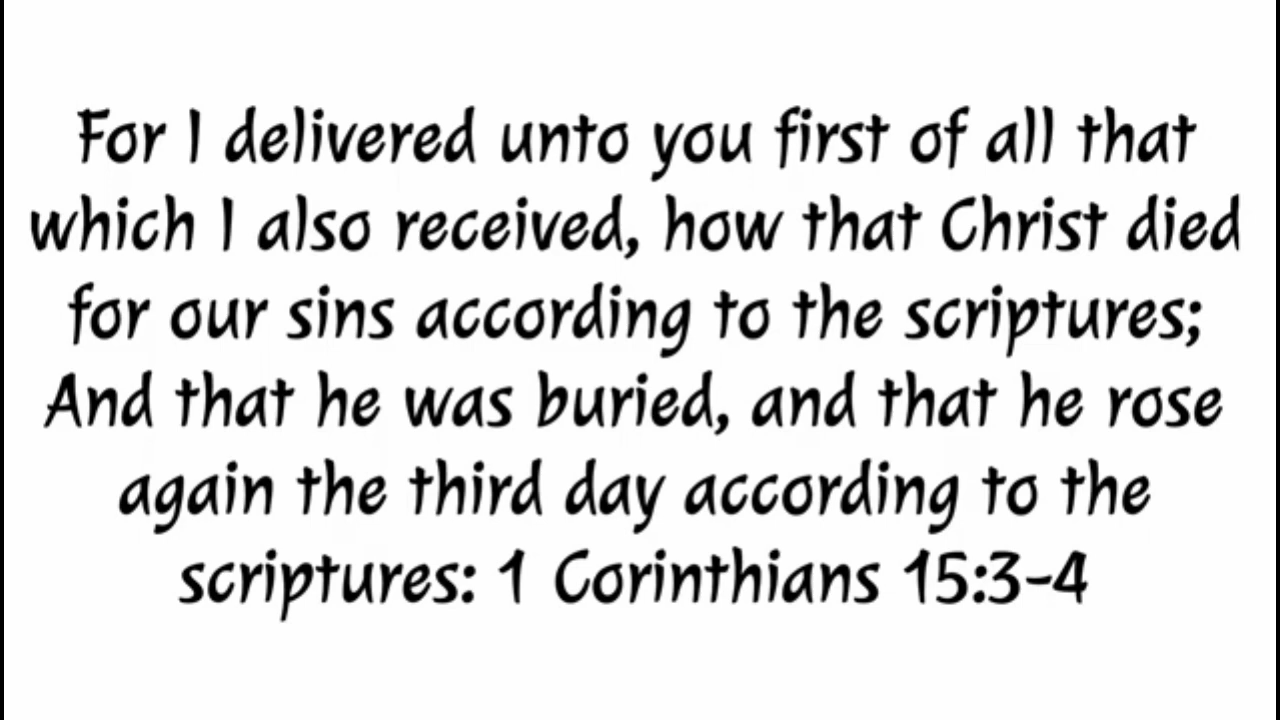 For I delivered unto you first of all that
which I also received, how that Christ died
for our sins according to the scriptures;
And that he was buried, and that he rose
again the third day according to the
scriptures: 1 Corinthians 15:3-4